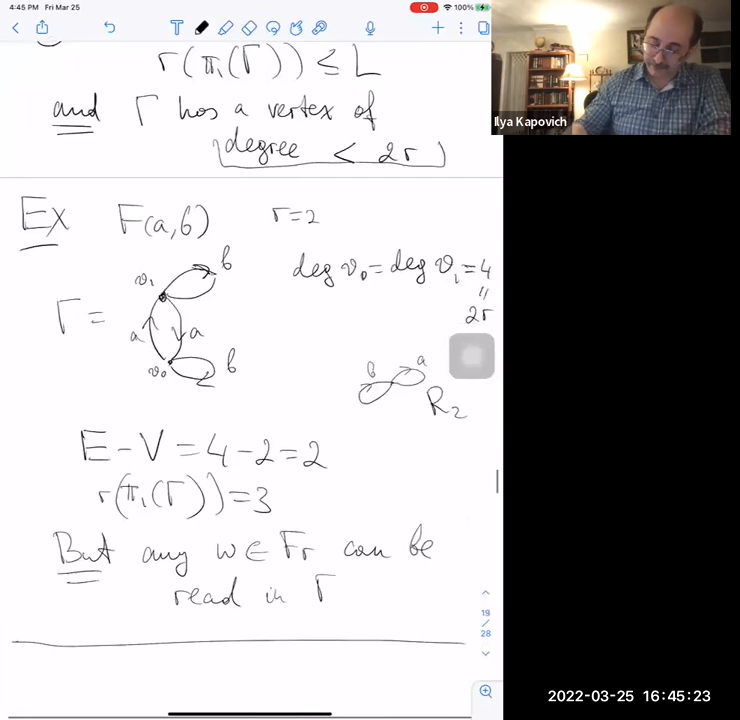 4:45 PM Fri Mar 25
100%
r(π₁(Γ)) ≤ L
and Γ has a vertex of
degree < 2r
Ilya Kapovich
Ex F(a,b) r=2
deg v₀ = deg v₁ = 4
"
2r
Γ =
v₁
b
a
a
v₀
b
b
a
R₂
E-V = 4-2 = 2
r(π₁(Γ)) = 3
But any w ∈ Fr can be
read in Γ
19
/
28
2022-03-25 16:45:23